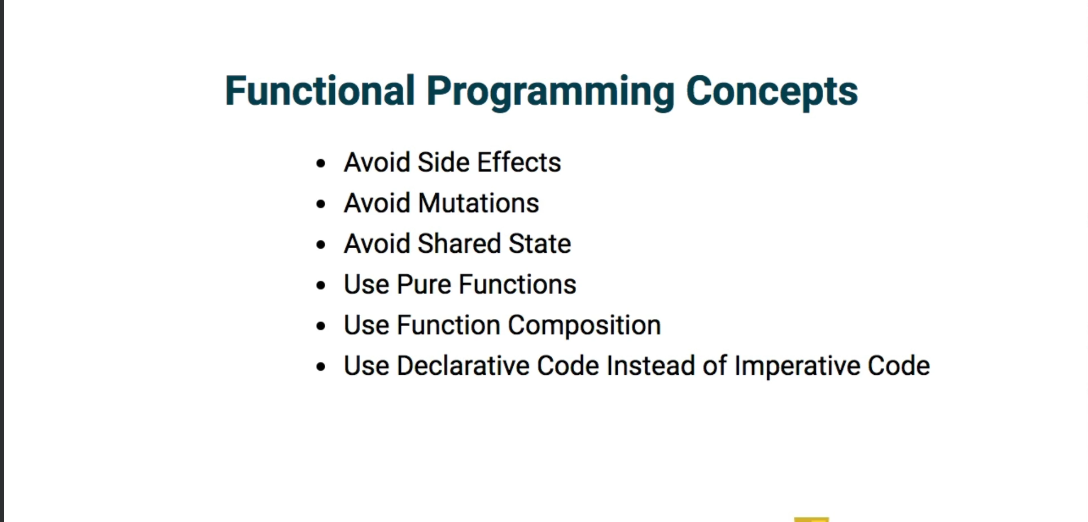 Functional Programming Concepts
• Avoid Side Effects
• Avoid Mutations
• Avoid Shared State
• Use Pure Functions
• Use Function Composition
• Use Declarative Code Instead of Imperative Code